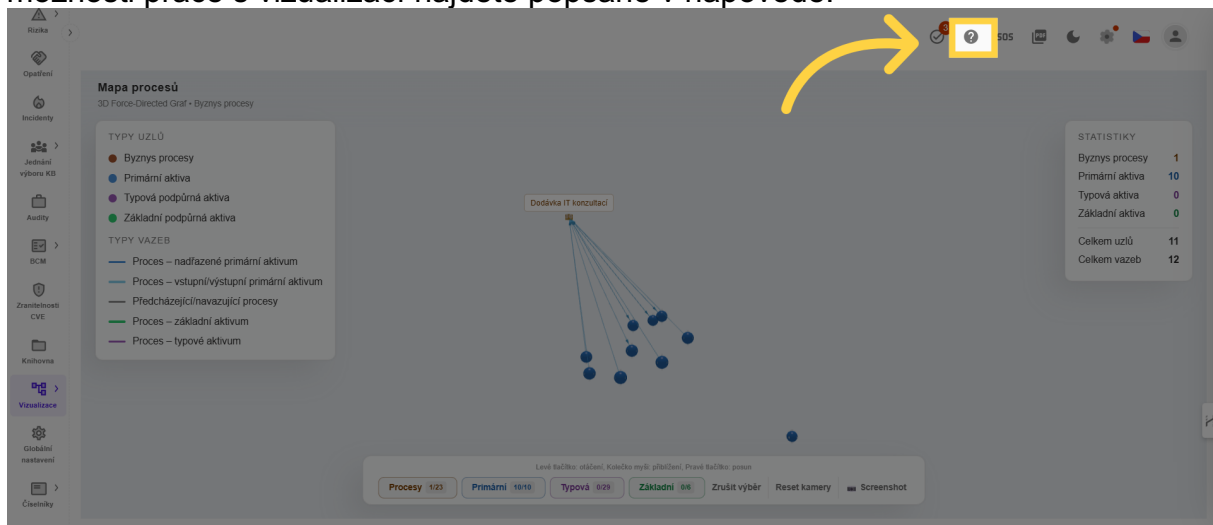 možnosti práce s vizualizací najdete popsáno v nápovědě.
Rizika
Opatření
Incidenty
Jednání
výboru KB
Audity
BCM
Zranitelnosti
CVE
Knihovna
Vizualizace
Globální
nastavení
Číselníky
3
SOS
PDF
Mapa procesů
3D Force-Directed Graf • Byznys procesy
TYPY UZLŮ
Byznys procesy
Primární aktiva
Typová podpůrná aktiva
Základní podpůrná aktiva
TYPY VAZEB
Proces – nadřazené primární aktivum
Proces – vstupní/výstupní primární aktivum
Předcházející/navazující procesy
Proces – základní aktivum
Proces – typové aktivum
Dodávka IT konzultací
STATISTIKY
Byznys procesy 1
Primární aktiva 10
Typová aktiva 0
Základní aktiva 0
Celkem uzlů 11
Celkem vazeb 12
Levé tlačítko: otáčení, Kolečko myši: přiblížení, Pravé tlačítko: posun
Procesy 1/23 Primární 10/10 Typová 0/29 Základní 0/6 Zrušit výběr Reset kamery Screenshot